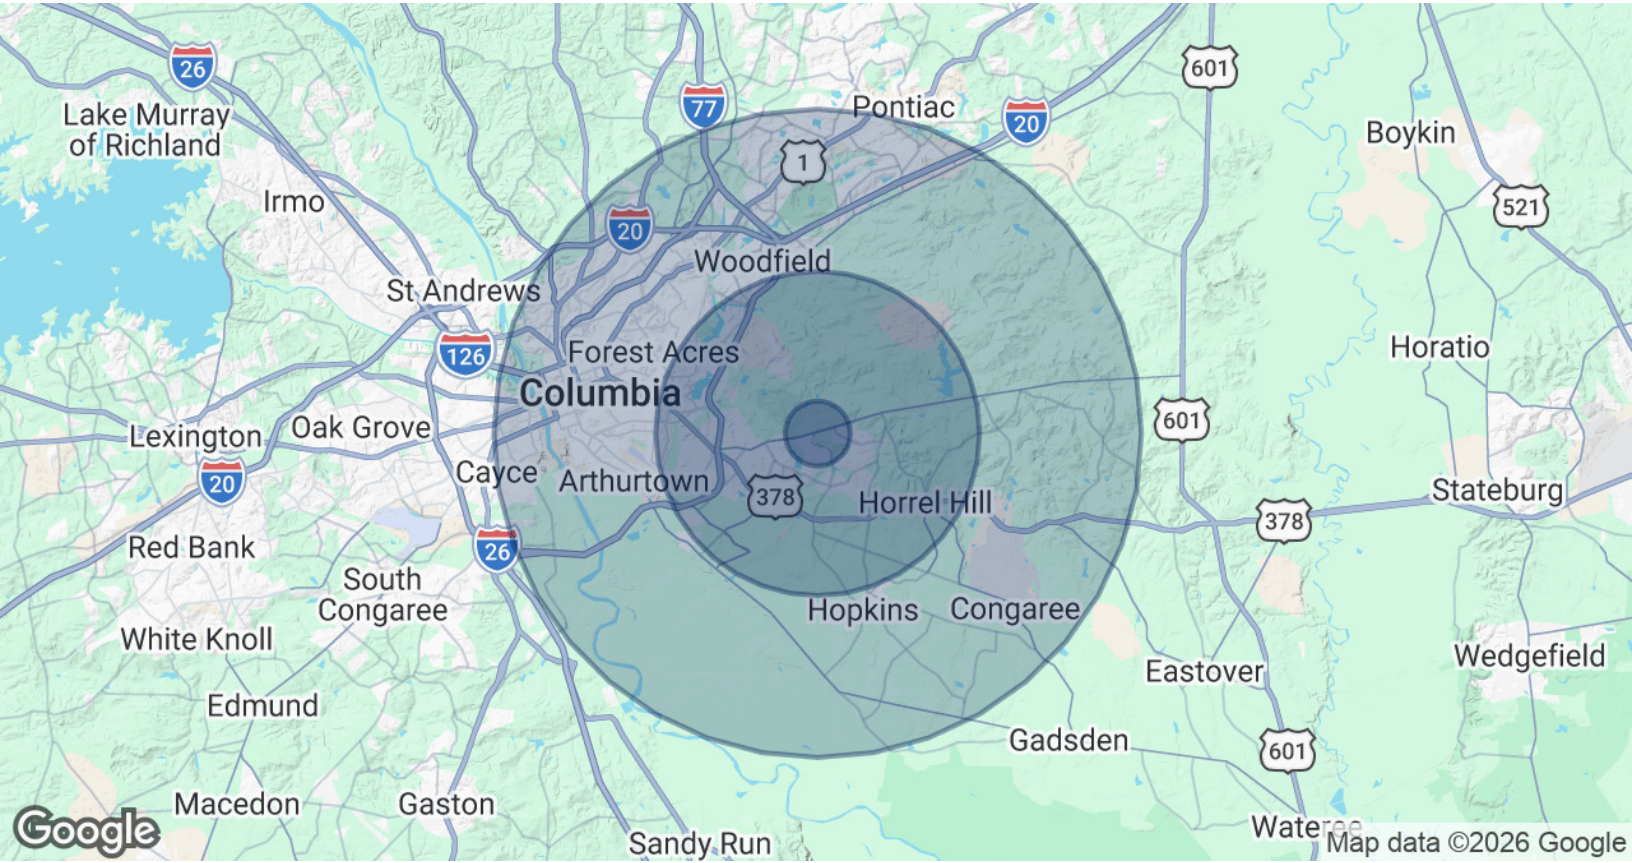 26
Lake Murray
of Richland
Irmo
77
Pontiac
1
20
601
Boykin
521
20
Woodfield
St Andrews
126
Forest Acres
Columbia
Horatio
601
Lexington
Oak Grove
20
Cayce
Arthurtown
378
Horrel Hill
378
Stateburg
26
Red Bank
South
Congaree
Hopkins
Congaree
White Knoll
Eastover
Wedgefield
Edmund
Gadsden
601
Macedon
Gaston
Sandy Run
Wateree
Google
Map data ©2026 Google